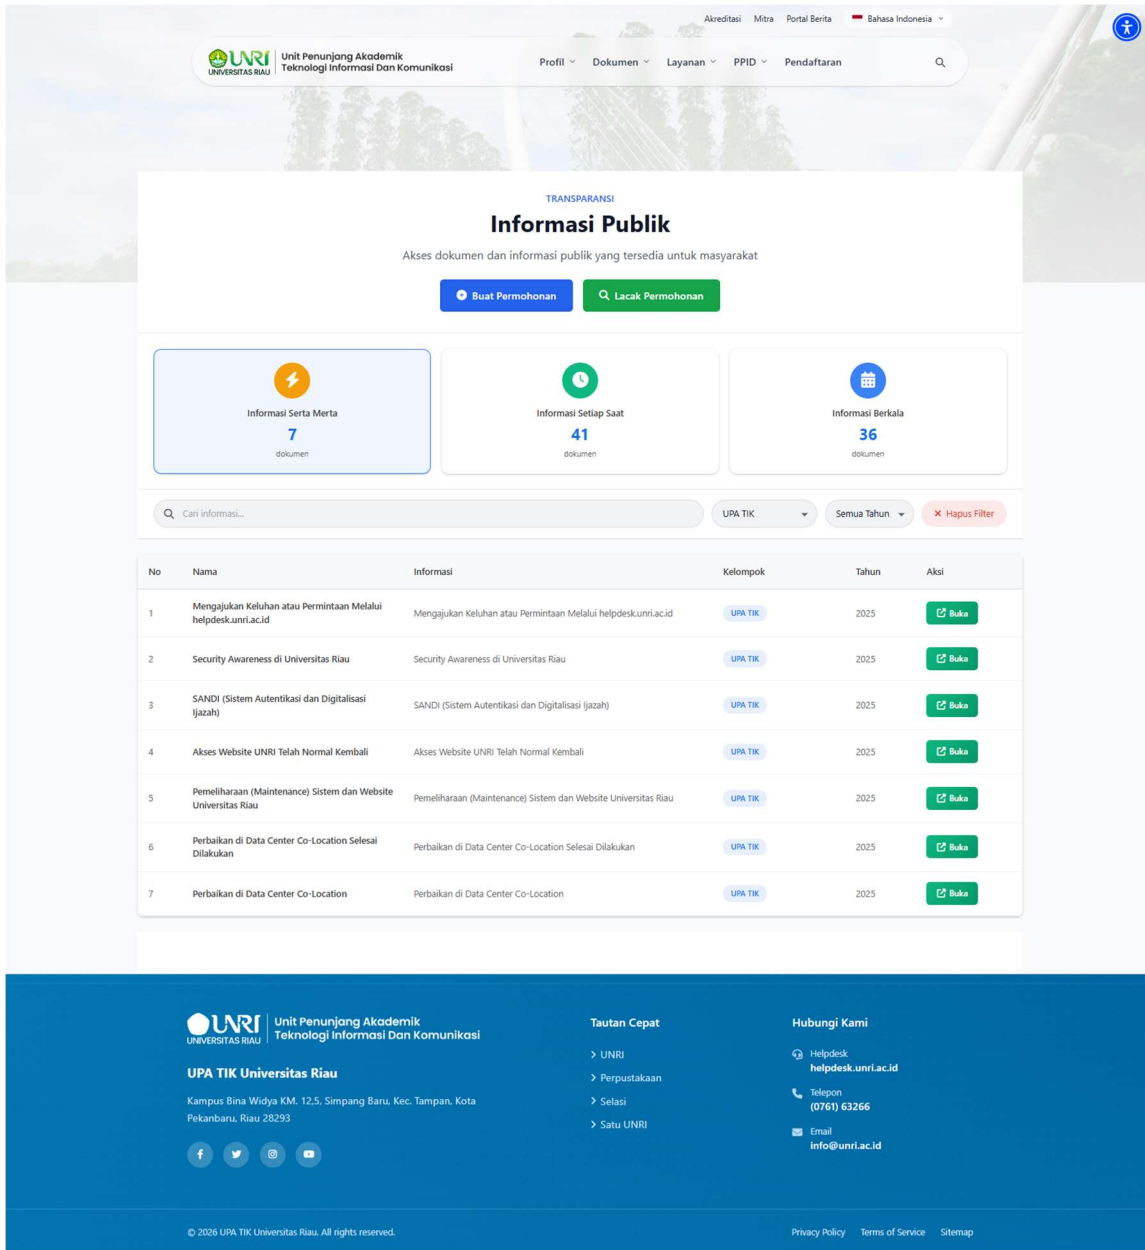 Akreditasi Mitra Portal Berita Bahasa Indonesia
UNRI
UNIVERSITAS RIAU
Unit Penunjang Akademik
Teknologi Informasi Dan Komunikasi
Profil Dokumen Layanan PPID Pendaftaran
TRANSPARANSI
Informasi Publik
Akses dokumen dan informasi publik yang tersedia untuk masyarakat
Buat Permohonan Lacak Permohonan
Informasi Serta Merta
7
dokumen
Informasi Setiap Saat
41
dokumen
Informasi Berkala
36
dokumen
Cari informasi... UPA TIK Semua Tahun × Hapus Filter
No Nama Informasi Kelompok Tahun Aksi
1 Mengajukan Keluhan atau Permintaan Melalui
helpdesk.unri.ac.id Mengajukan Keluhan atau Permintaan Melalui helpdesk.unri.ac.id UPA TIK 2025 Buka
2 Security Awareness di Universitas Riau Security Awareness di Universitas Riau UPA TIK 2025 Buka
3 SANDI (Sistem Autentikasi dan Digitalisasi
Ijazah) SANDI (Sistem Autentikasi dan Digitalisasi Ijazah) UPA TIK 2025 Buka
4 Akses Website UNRI Telah Normal Kembali Akses Website UNRI Telah Normal Kembali UPA TIK 2025 Buka
5 Pemeliharaan (Maintenance) Sistem dan Website
Universitas Riau Pemeliharaan (Maintenance) Sistem dan Website Universitas Riau UPA TIK 2025 Buka
6 Perbaikan di Data Center Co-Location Selesai
Dilakukan Perbaikan di Data Center Co-Location Selesai Dilakukan UPA TIK 2025 Buka
7 Perbaikan di Data Center Co-Location Perbaikan di Data Center Co-Location UPA TIK 2025 Buka
UNRI
UNIVERSITAS RIAU
Unit Penunjang Akademik
Teknologi Informasi Dan Komunikasi
UPA TIK Universitas Riau
Kampus Bina Widya KM. 12,5, Simpang Baru, Kec. Tampan, Kota
Pekanbaru, Riau 28293
Tautan Cepat
UNRI
Perpustakaan
Selasi
Satu UNRI
Hubungi Kami
Helpdesk
helpdesk.unri.ac.id
Telepon
(0761) 63266
Email
info@unri.ac.id
© 2026 UPA TIK Universitas Riau. All rights reserved.
Privacy Policy Terms of Service Sitemap